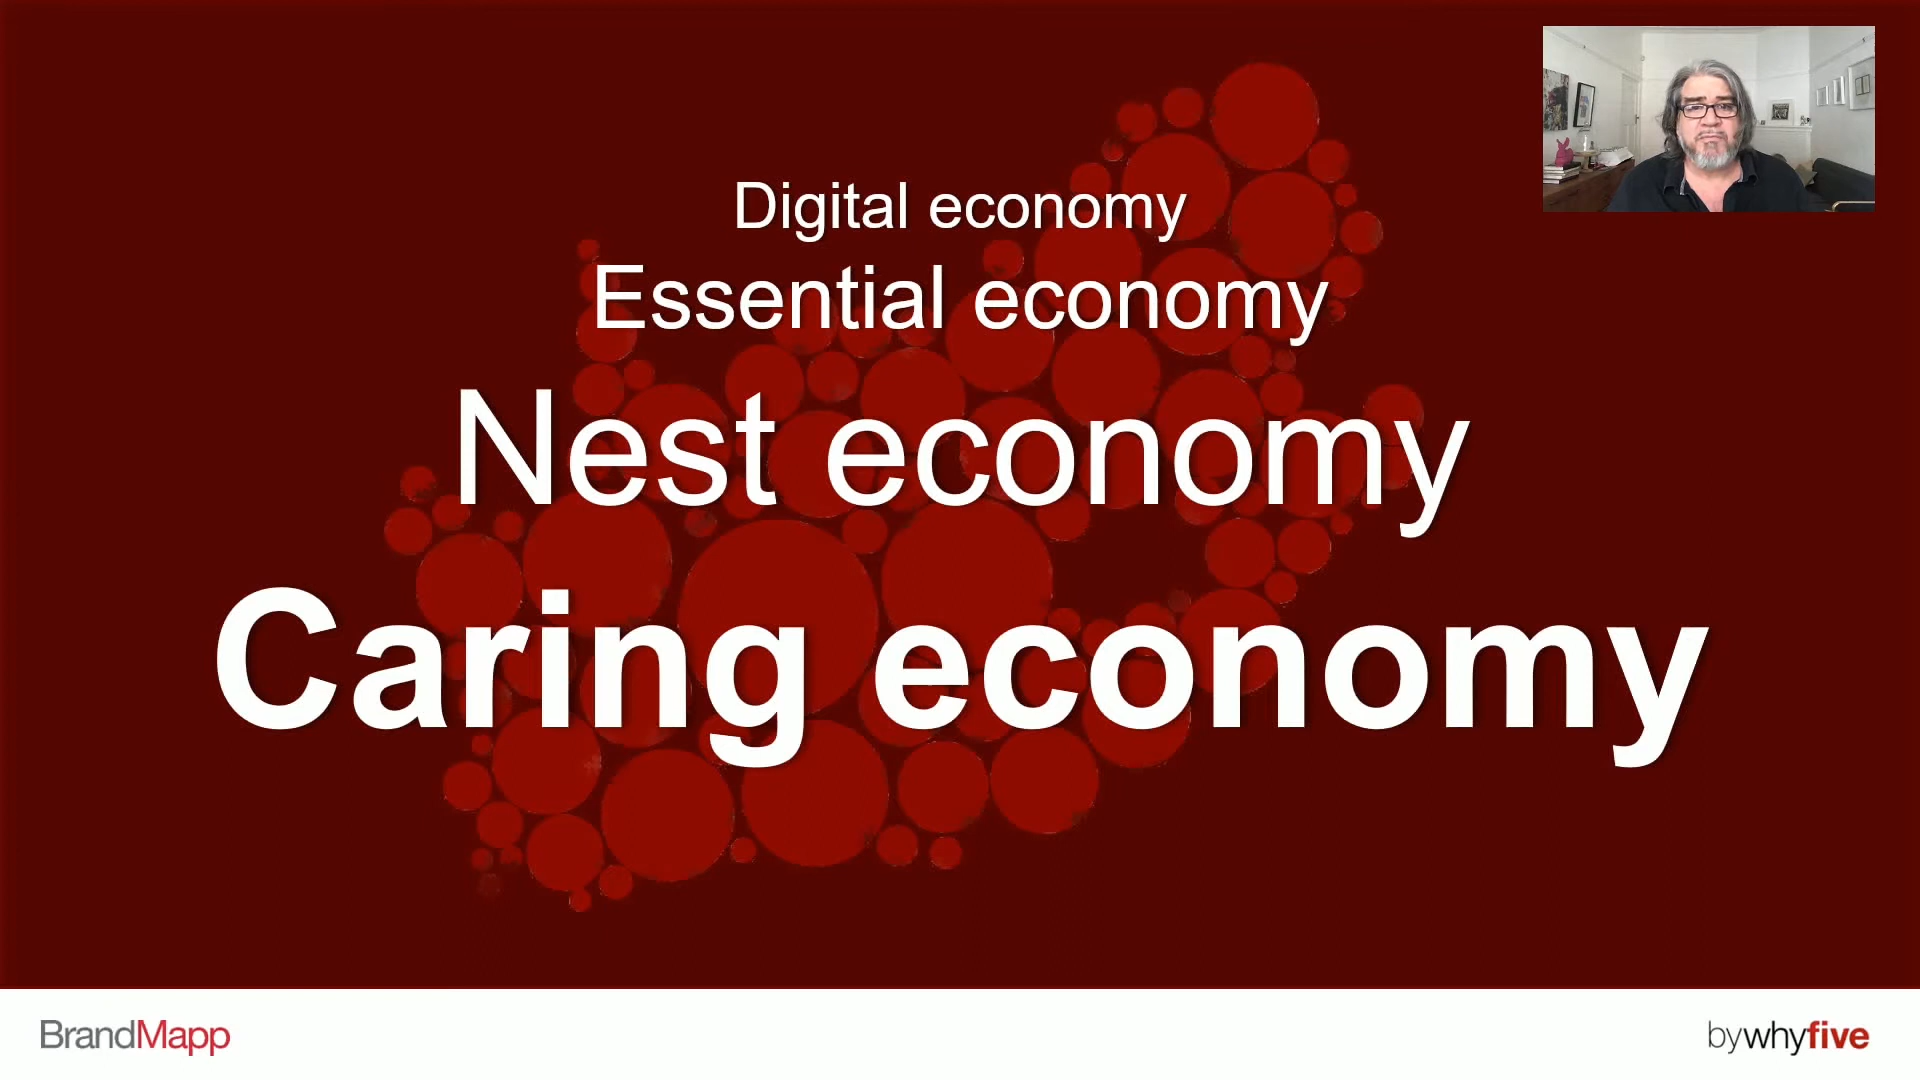 Digital economy
Essential economy
Nest economy
Caring economy
BrandMapp
bywhyfive